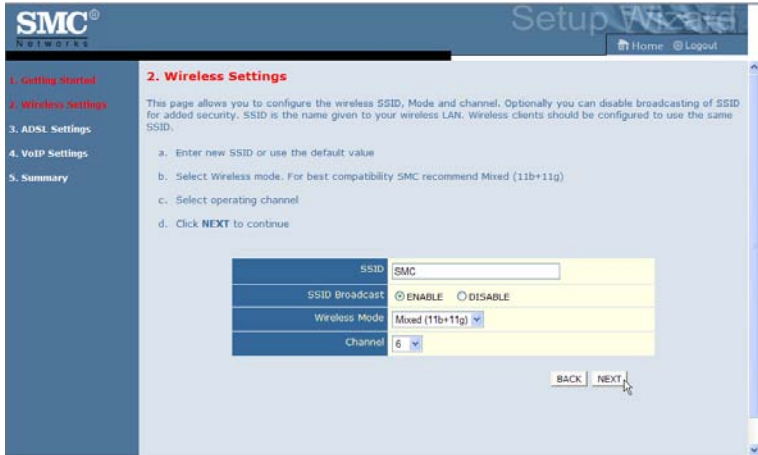 SMC®
Networks
Setup Wizard
Home Logout
1. Getting Started
2. Wireless Settings
3. ADSL Settings
4. VoIP Settings
5. Summary
2. Wireless Settings
This page allows you to configure the wireless SSID, Mode and channel. Optionally you can disable broadcasting of SSID
for added security. SSID is the name given to your wireless LAN. Wireless clients should be configured to use the same
SSID.
a. Enter new SSID or use the default value
b. Select Wireless mode. For best compatibility SMC recommend Mixed (11b+11g)
c. Select operating channel
d. Click NEXT to continue
SSID SMC
SSID Broadcast ENABLE DISABLE
Wireless Mode Mixed (11b+11g)
Channel 6
BACK NEXT